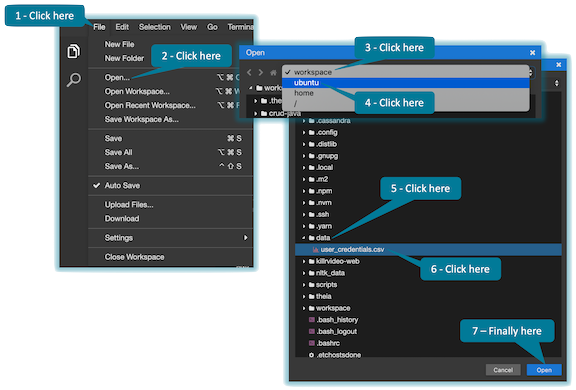 1 - Click here
File Edit Selection View Go Termina
New File
New Folder
2 - Click here
Open...
Open Workspace...
Open Recent Workspace...
Save Workspace As...
Save ⌘ S
Save All ⌥ ⌘ S
Save As... ^ ⇧ S
✓ Auto Save
Upload Files...
Download
Settings
Close Workspace
Open
3 - Click here
✓ workspace
ubuntu
home
/
4 - Click here
.the
crud-java
.cassandra
.config
.distlib
.gnupg
.local
.m2
.npm
.nvm
.ssh
.yarn
5 - Click here
data
user_credentials.csv
6 - Click here
killrvideo-web
nltk_data
scripts
theia
workspace
.bash_history
.bash_logout
.bashrc
.etchostsdone
7 – Finally here
Cancel Open